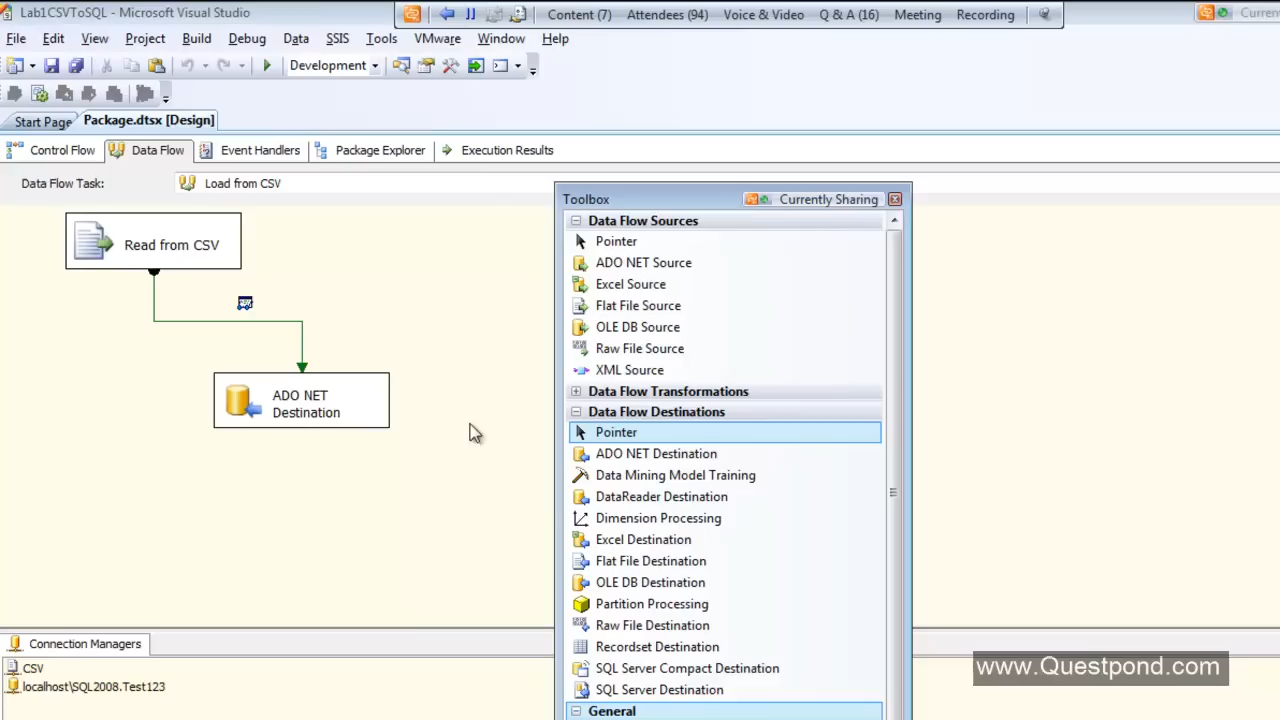 Lab1CSVToSQL - Microsoft Visual Studio
Content (7) Attendees (94) Voice & Video Q & A (16) Meeting Recording
File Edit View Project Build Debug Data SSIS Tools VMware Window Help
Development
Start Page Package.dtsx [Design]
Control Flow Data Flow Event Handlers Package Explorer Execution Results
Data Flow Task: Load from CSV
Read from CSV
ADO NET
Destination
Toolbox Currently Sharing
Data Flow Sources
Pointer
ADO NET Source
Excel Source
Flat File Source
OLE DB Source
Raw File Source
XML Source
Data Flow Transformations
Data Flow Destinations
Pointer
ADO NET Destination
Data Mining Model Training
DataReader Destination
Dimension Processing
Excel Destination
Flat File Destination
OLE DB Destination
Partition Processing
Raw File Destination
Recordset Destination
SQL Server Compact Destination
SQL Server Destination
General
Connection Managers
CSV
localhost\SQL2008.Test123
www.Questpond.com